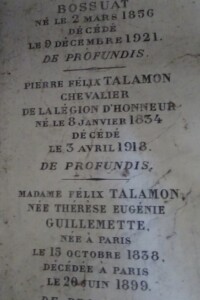 BOSSUAT
NÉ LE 2 MARS 1856
DÉCÉDÉ
LE 9 DÉCEMBRE 1921.
DE PROFUNDIS.
PIERRE FÉLIX TALAMON
CHEVALIER
DE LA LÉGION D'HONNEUR
NÉ LE 8 JANVIER 1834
DÉCÉDÉ
LE 3 AVRIL 1918.
DE PROFUNDIS.
MADAME FÉLIX TALAMON,
NÉE THÉRÈSE EUGÉNIE
GUILLEMETTE,
NÉE A PARIS
LE 15 OCTOBRE 1838,
DÉCÉDÉE A PARIS
LE 26 JUIN 1899.